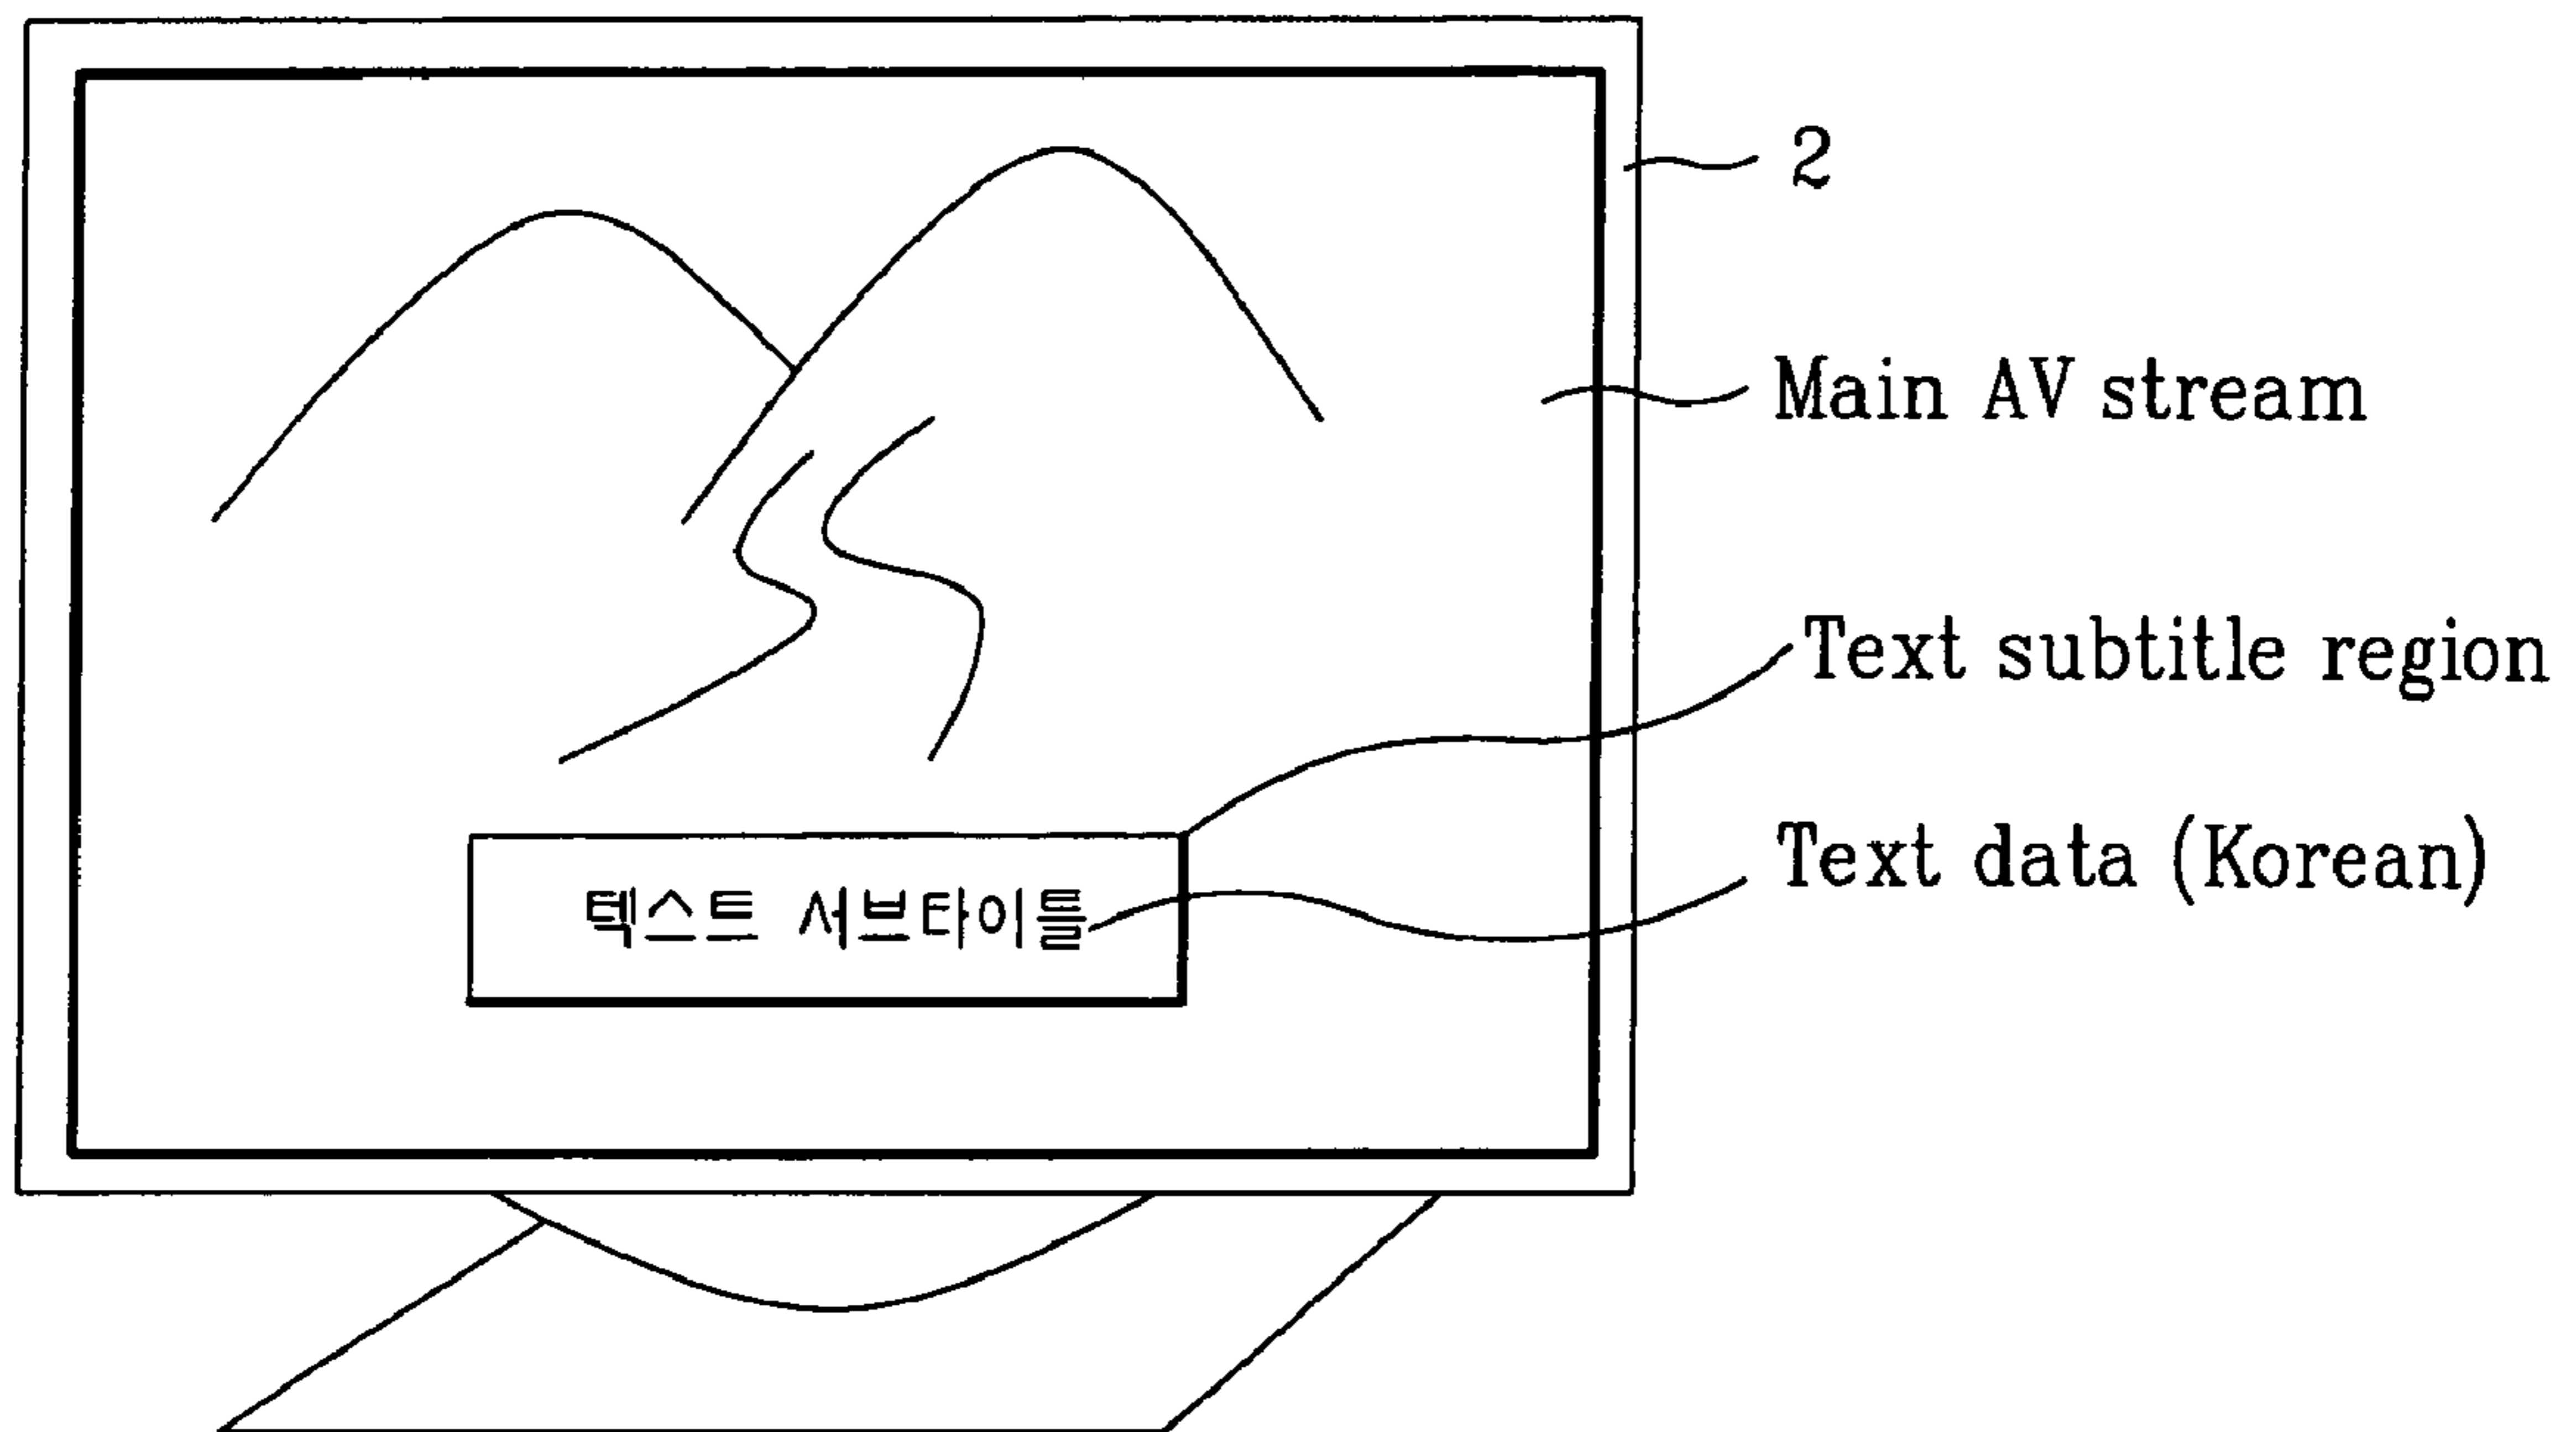 2
Main AV stream
Text subtitle region
Text data (Korean)
텍스트 서브타이틀